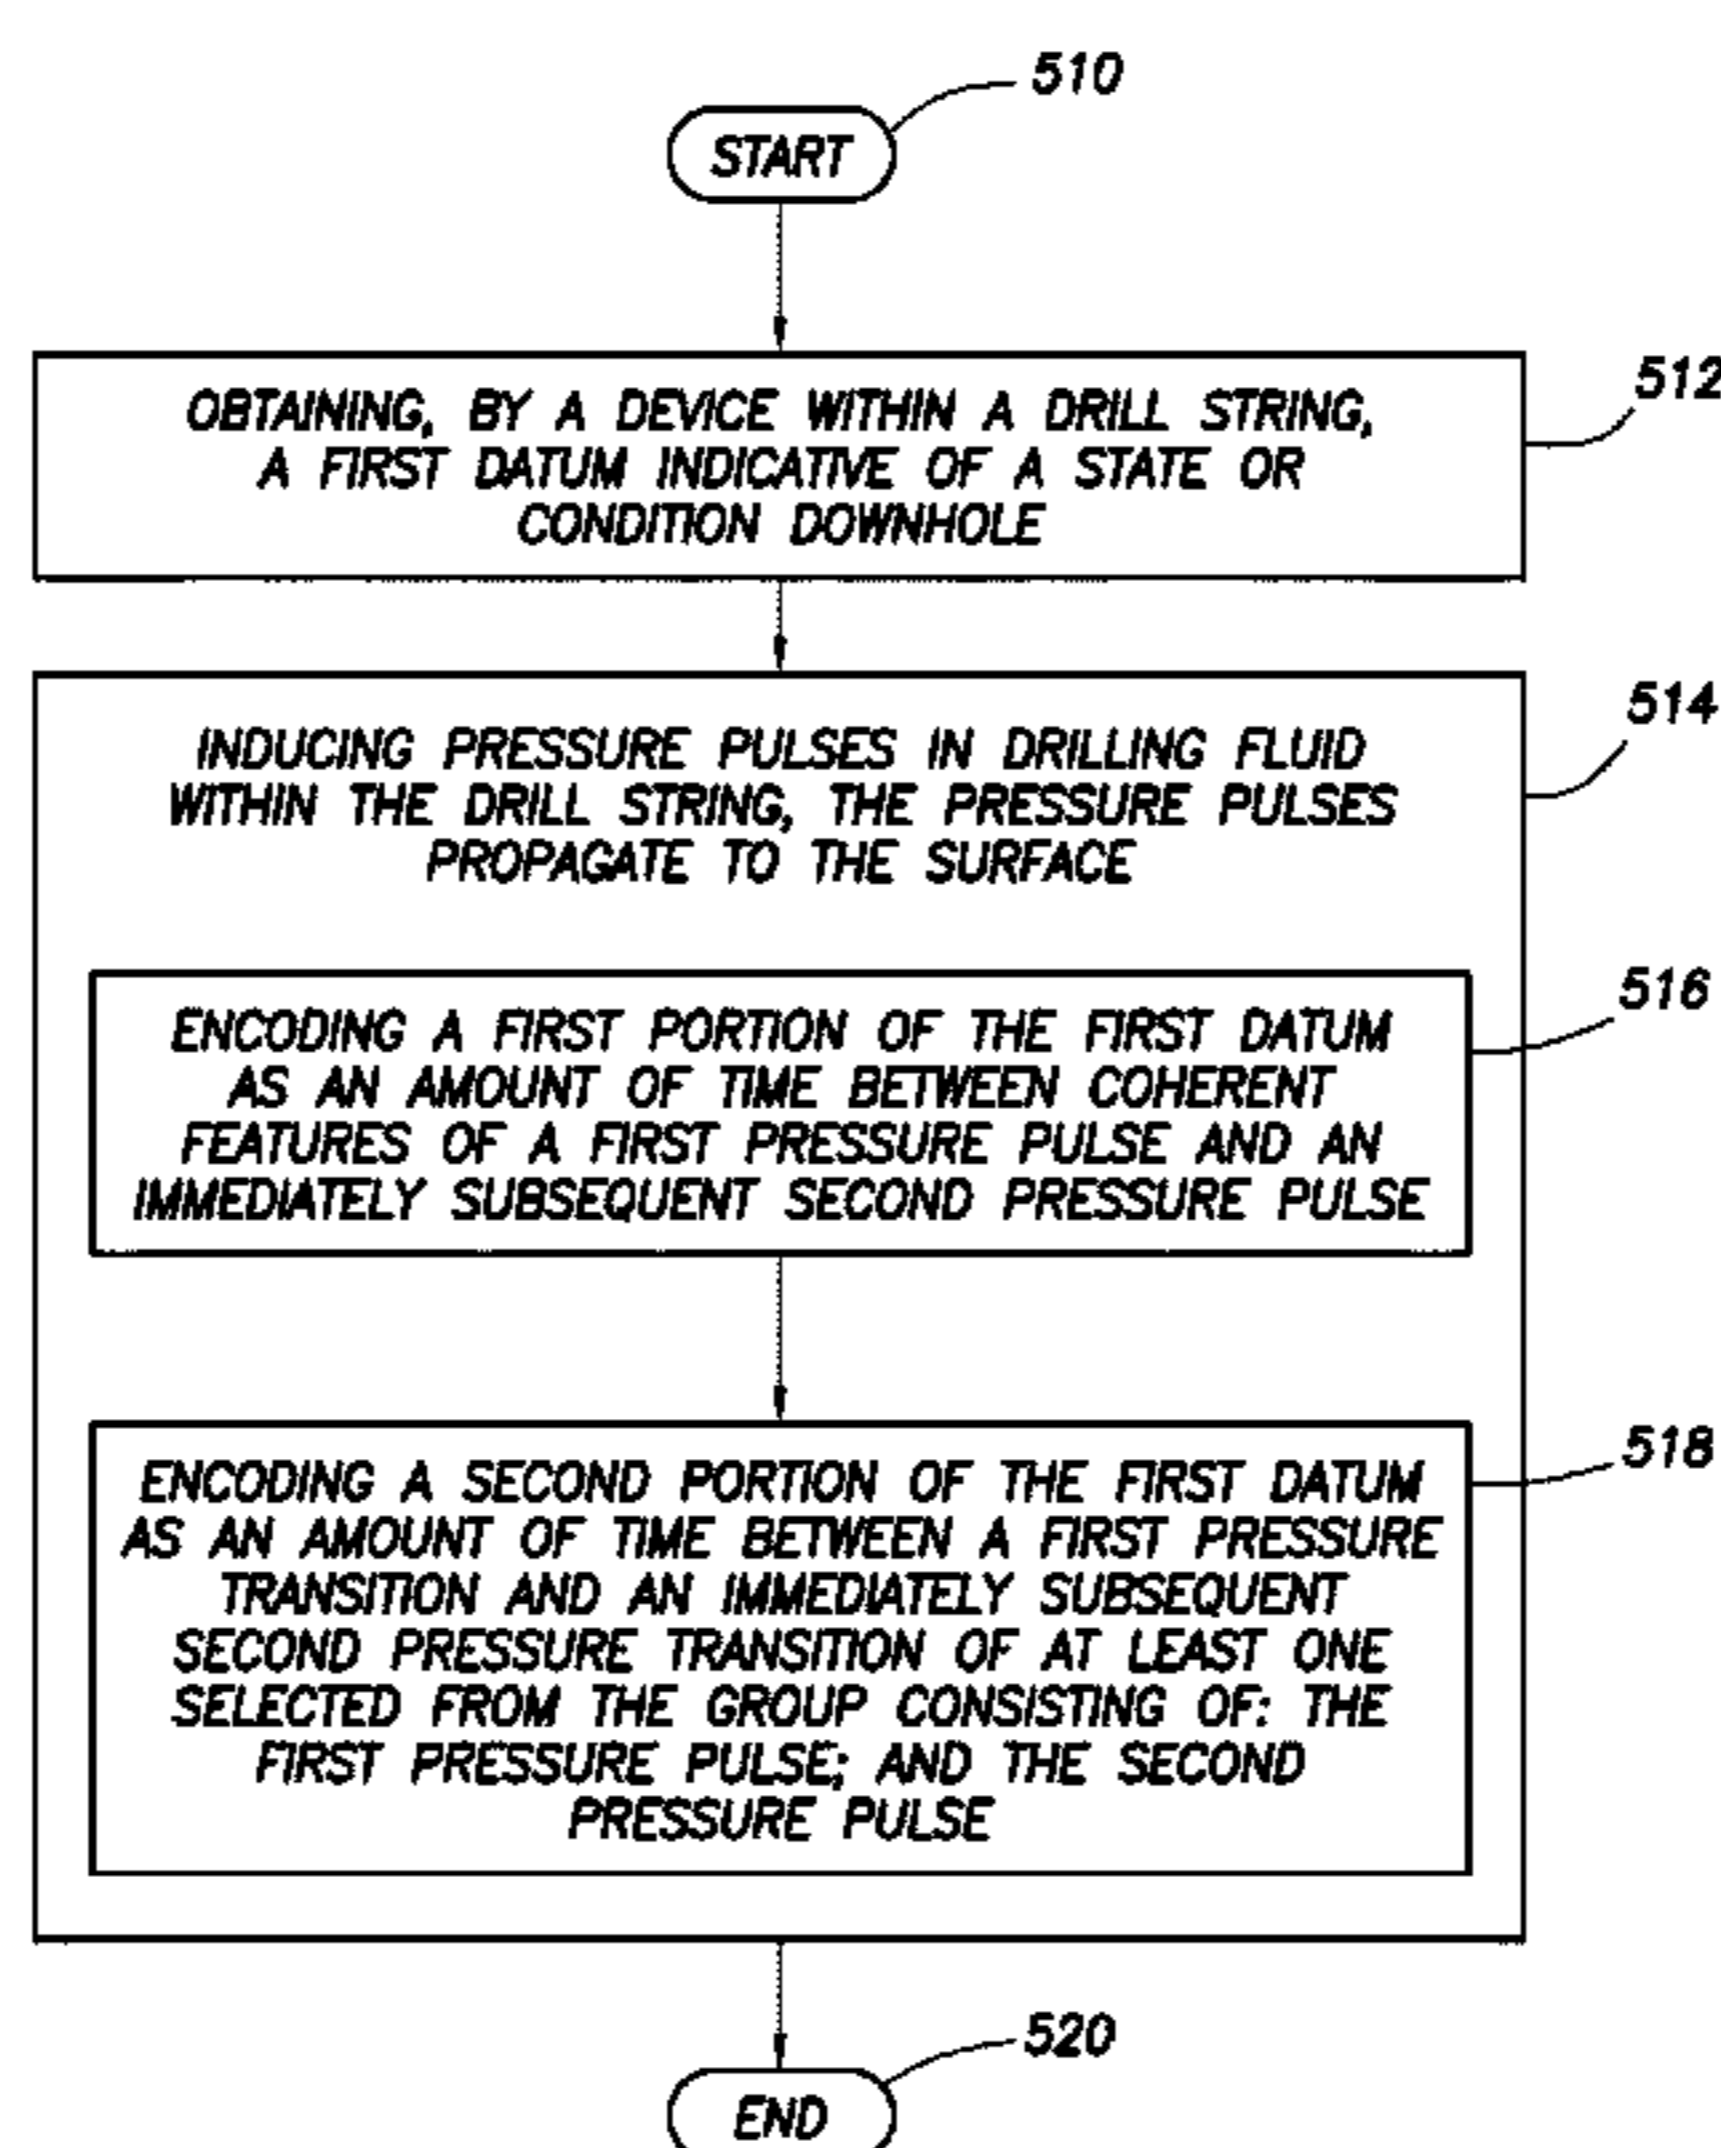 510
START
512
OBTAINING, BY A DEVICE WITHIN A DRILL STRING,
A FIRST DATUM INDICATIVE OF A STATE OR
CONDITION DOWNHOLE
514
INDUCING PRESSURE PULSES IN DRILLING FLUID
WITHIN THE DRILL STRING, THE PRESSURE PULSES
PROPAGATE TO THE SURFACE
516
ENCODING A FIRST PORTION OF THE FIRST DATUM
AS AN AMOUNT OF TIME BETWEEN COHERENT
FEATURES OF A FIRST PRESSURE PULSE AND AN
IMMEDIATELY SUBSEQUENT SECOND PRESSURE PULSE
518
ENCODING A SECOND PORTION OF THE FIRST DATUM
AS AN AMOUNT OF TIME BETWEEN A FIRST PRESSURE
TRANSITION AND AN IMMEDIATELY SUBSEQUENT
SECOND PRESSURE TRANSITION OF AT LEAST ONE
SELECTED FROM THE GROUP CONSISTING OF: THE
FIRST PRESSURE PULSE; AND THE SECOND
PRESSURE PULSE
520
END